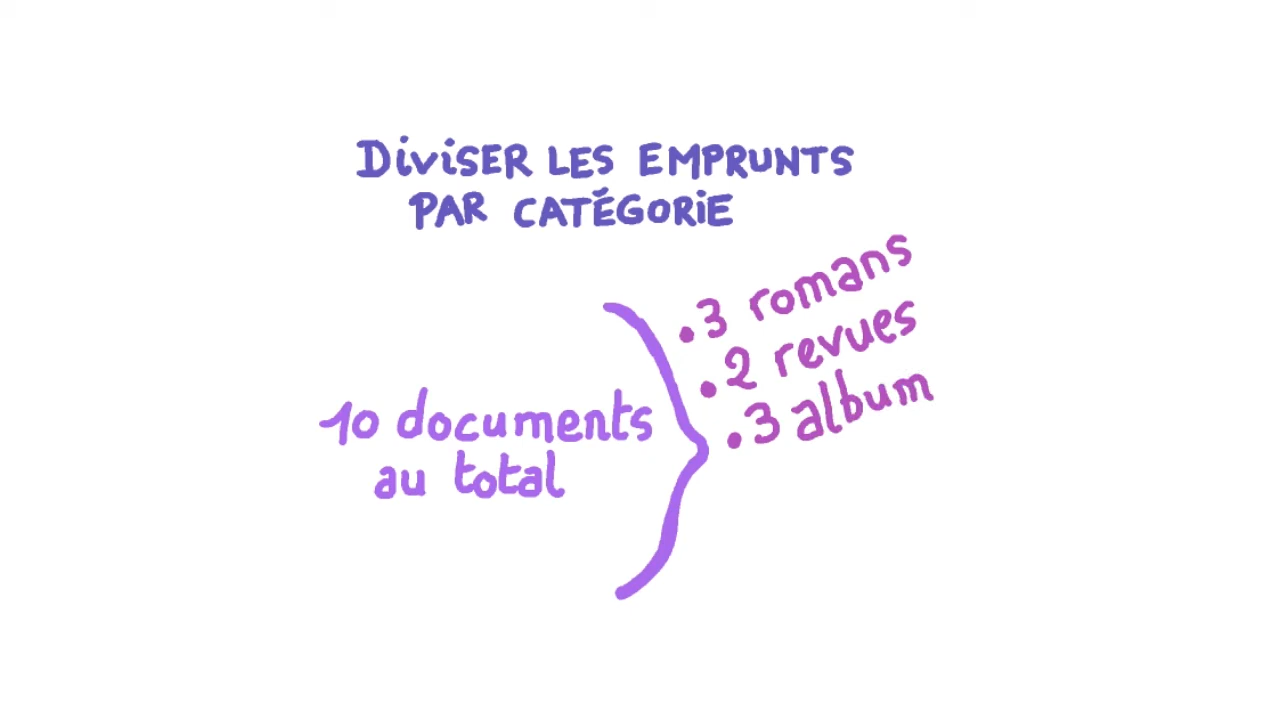 DiViSER LES EMPRUNTS
PAR CATÉGORiE
.3 romans
.2 revues
.3 album
10 documents
au total